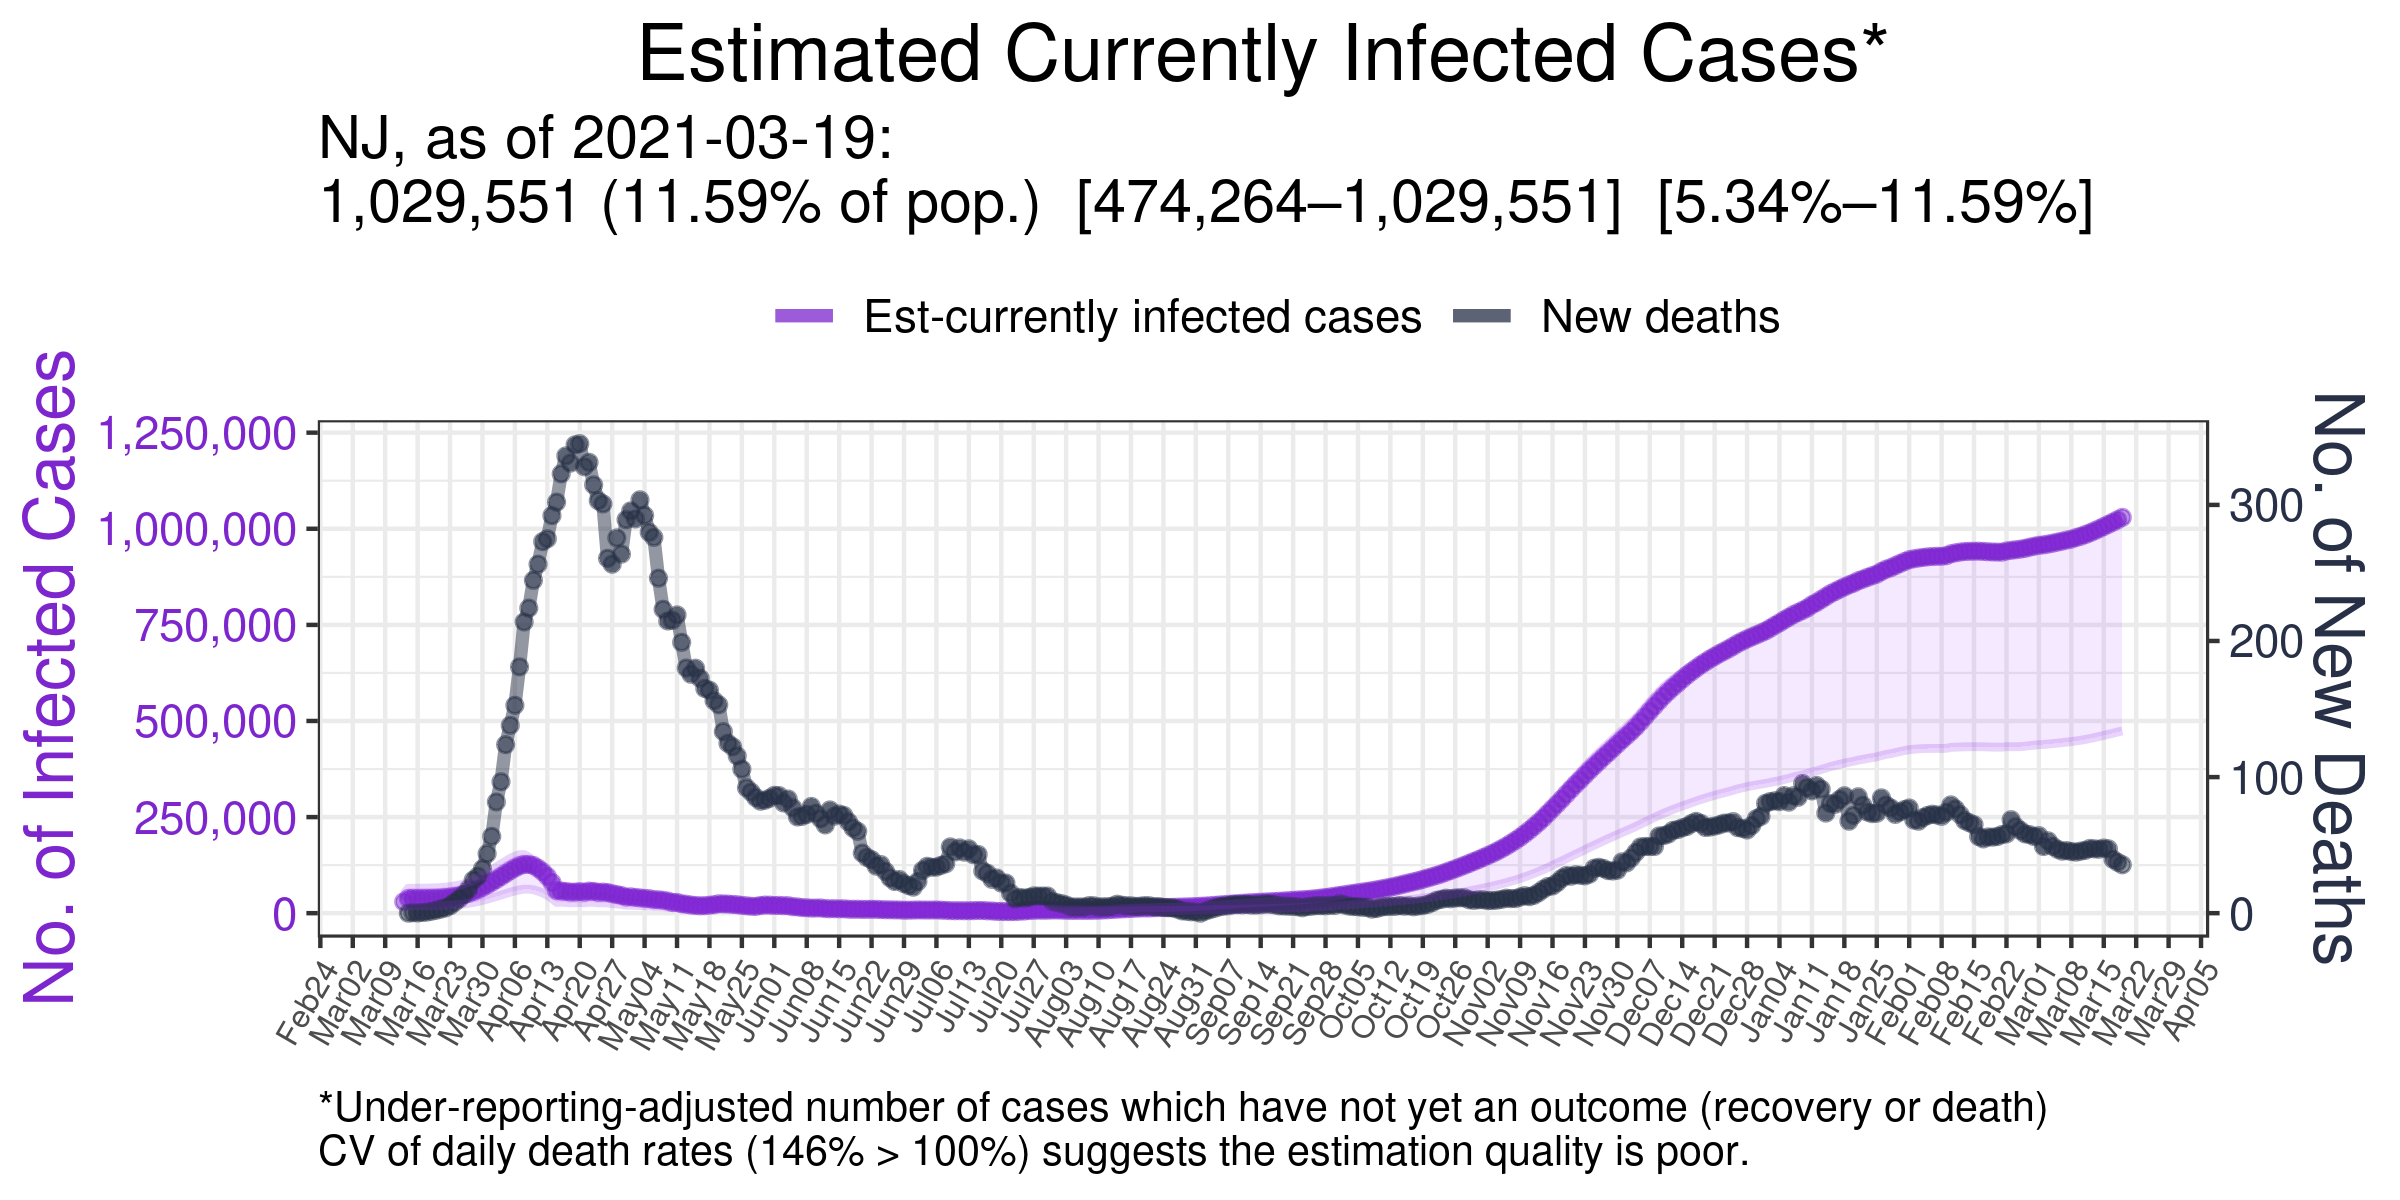 Estimated Currently Infected Cases*
NJ, as of 2021-03-19:
1,029,551 (11.59% of pop.) [474,264–1,029,551] [5.34%–11.59%]
Est-currently infected cases New deaths
No. of Infected Cases
1,250,000
1,000,000
750,000
500,000
250,000
0
300
200
100
0
No. of New Deaths
Feb24 Mar02 Mar09 Mar16 Mar23 Mar30 Apr06 Apr13 Apr20 Apr27 May04 May11 May18 May25 Jun01 Jun08 Jun15 Jun22 Jun29 Jul06 Jul13 Jul20 Jul27 Aug03 Aug10 Aug17 Aug24 Aug31 Sep07 Sep14 Sep21 Sep28 Oct05 Oct12 Oct19 Oct26 Nov02 Nov09 Nov16 Nov23 Nov30 Dec07 Dec14 Dec21 Dec28 Jan04 Jan11 Jan18 Jan25 Feb01 Feb08 Feb15 Feb22 Mar01 Mar08 Mar15 Mar22 Mar29 Apr05
*Under-reporting-adjusted number of cases which have not yet an outcome (recovery or death)
CV of daily death rates (146% > 100%) suggests the estimation quality is poor.